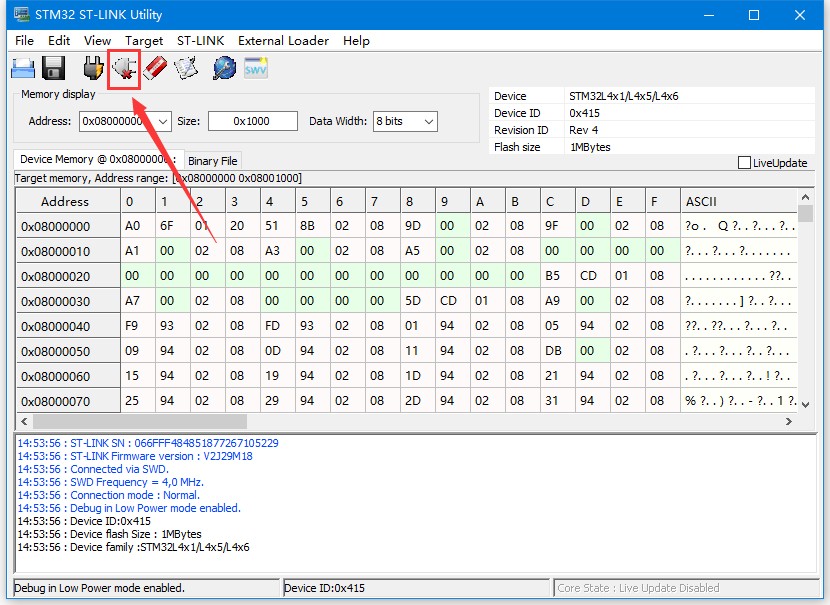 STM32 ST-LINK Utility
File Edit View Target ST-LINK External Loader Help
SWV
Memory display
Address: 0x08000000 Size: 0x1000 Data Width: 8 bits
Device STM32L4x1/L4x5/L4x6
Device ID 0x415
Revision ID Rev 4
Flash size 1MBytes
LiveUpdate
Device Memory @ 0x08000000 : Binary File
Target memory, Address range: [0x08000000 0x08001000]
Address 0 1 2 3 4 5 6 7 8 9 A B C D E F ASCII
0x08000000 A0 6F 01 20 51 8B 02 08 9D 00 02 08 9F 00 02 08 ?o. Q?..?...?..
0x08000010 A1 00 02 08 A3 00 02 08 A5 00 02 08 00 00 00 00 ?...?...?.......
0x08000020 00 00 00 00 00 00 00 00 00 00 00 00 B5 CD 01 08 ............??..
0x08000030 A7 00 02 08 00 00 00 00 5D CD 01 08 A9 00 02 08 ?.......]?..?...
0x08000040 F9 93 02 08 FD 93 02 08 01 94 02 08 05 94 02 08 ??..??...?...?..
0x08000050 09 94 02 08 0D 94 02 08 11 94 02 08 DB 00 02 08 .?...?...?..?...
0x08000060 15 94 02 08 19 94 02 08 1D 94 02 08 21 94 02 08 .?...?...?..!?..
0x08000070 25 94 02 08 29 94 02 08 2D 94 02 08 31 94 02 08 %?..)?..-?..1?.
14:53:56 : ST-LINK SN : 066FFF484851877267105229
14:53:56 : ST-LINK Firmware version : V2J29M18
14:53:56 : Connected via SWD.
14:53:56 : SWD Frequency = 4,0 MHz.
14:53:56 : Connection mode : Normal.
14:53:56 : Debug in Low Power mode enabled.
14:53:56 : Device ID:0x415
14:53:56 : Device flash Size : 1MBytes
14:53:56 : Device family :STM32L4x1/L4x5/L4x6
Debug in Low Power mode enabled. Device ID:0x415 Core State : Live Update Disabled